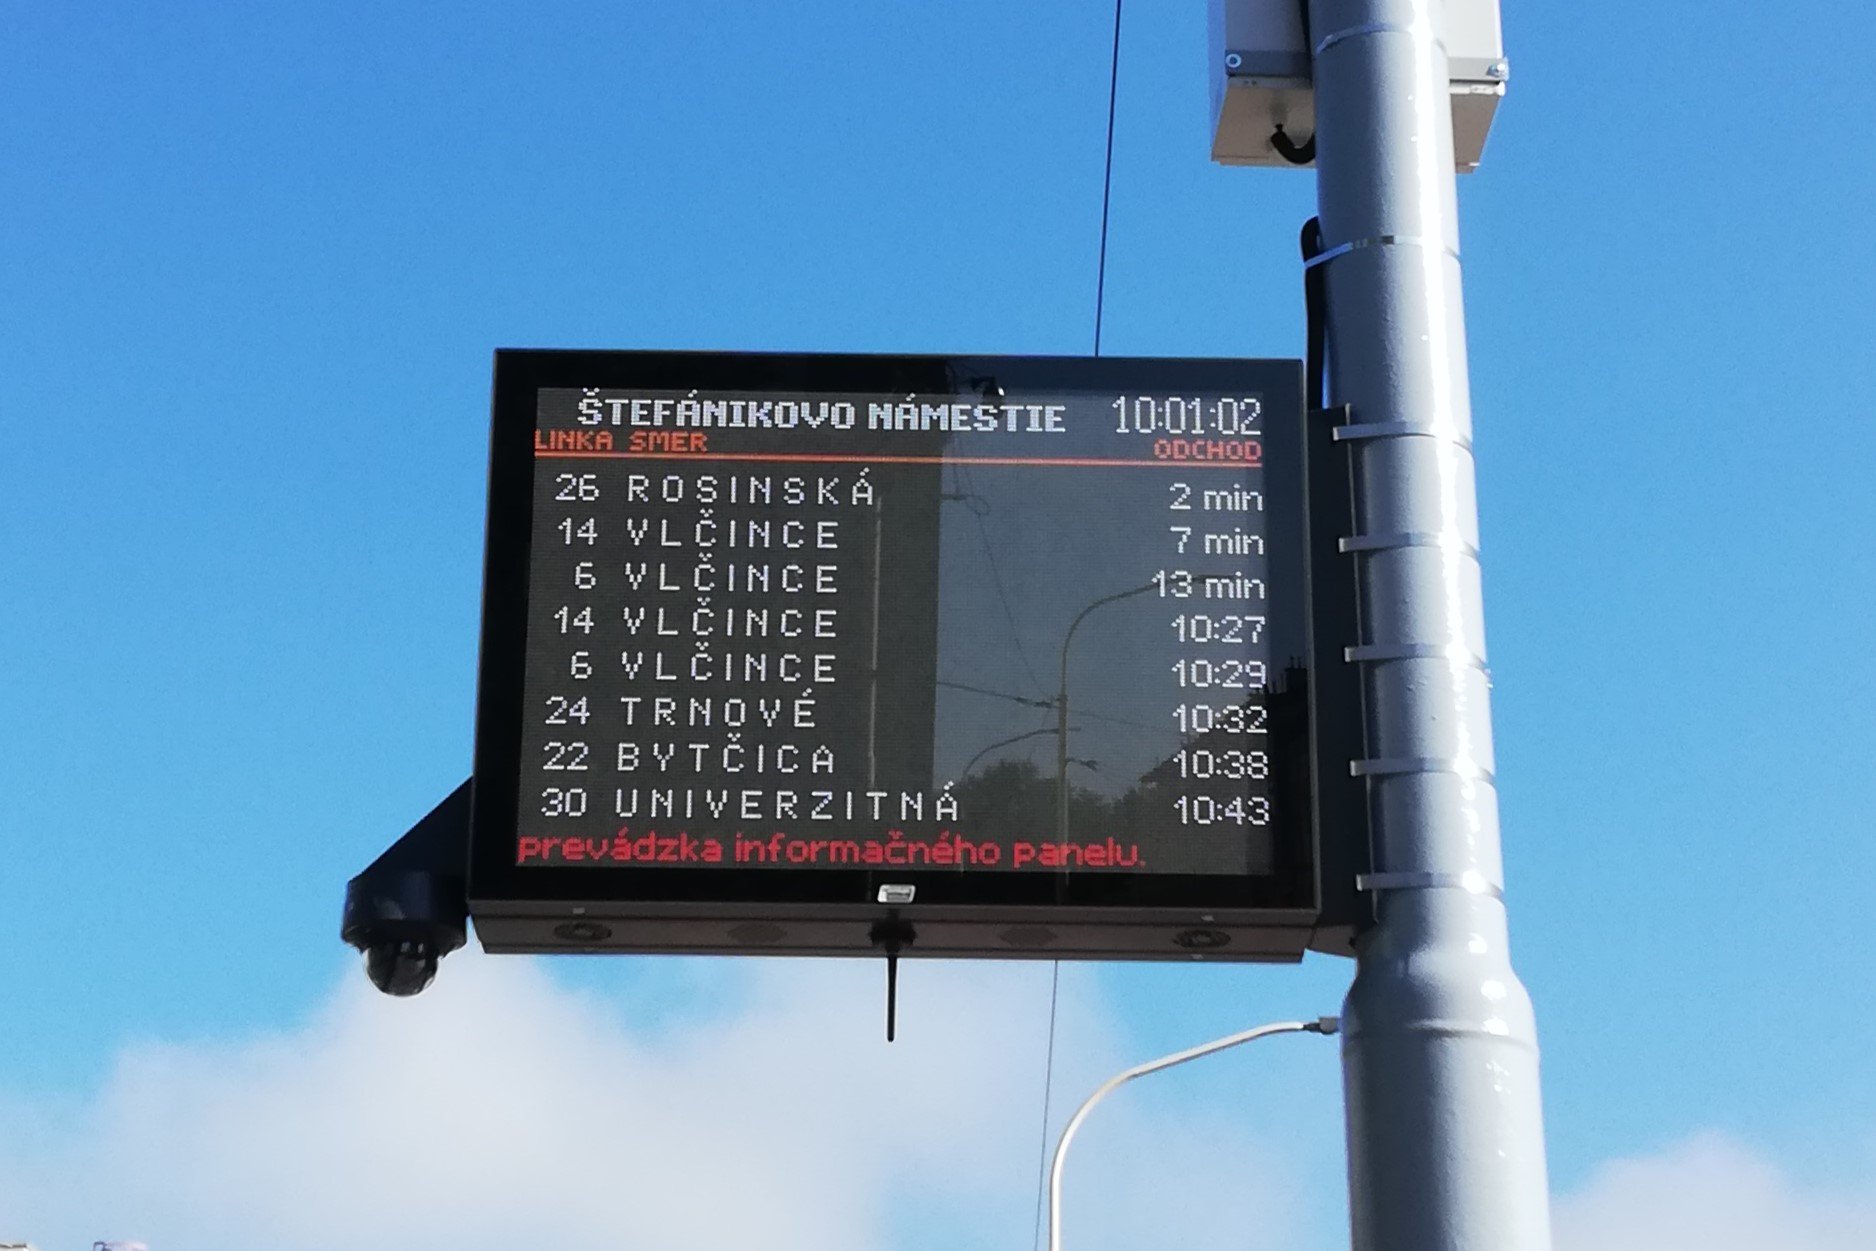 ŠTEFÁNIKOVO NÁMESTIE 10:01:02
LINKA SMER ODCHOD
26 ROSINSKÁ 2 min
14 VLČINCE 7 min
6 VLČINCE 13 min
14 VLČINCE 10:27
6 VLČINCE 10:29
24 TRNOVÉ 10:32
22 BYTČICA 10:38
30 UNIVERZITNÁ 10:43
prevádzka informačného panelu.